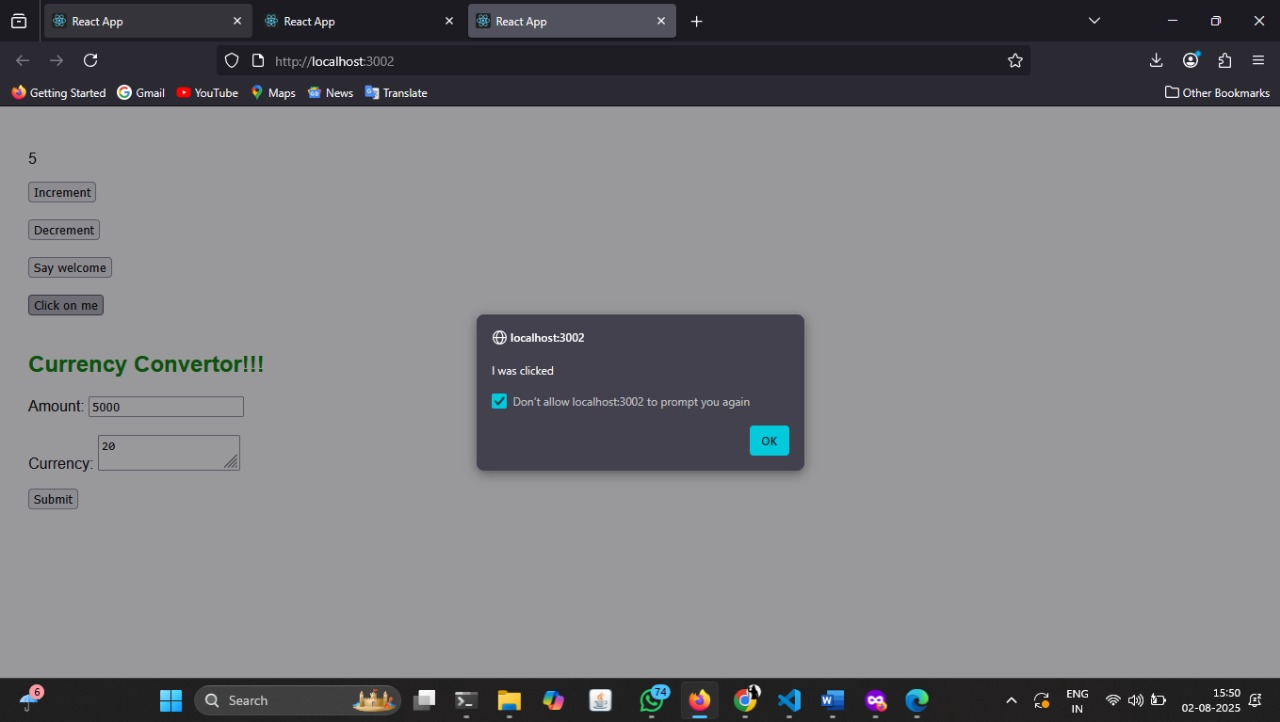 React App
React App
React App
http://localhost:3002
Getting Started
Gmail
YouTube
Maps
News
Translate
Other Bookmarks
5
Increment
Decrement
Say welcome
Click on me
localhost:3002
I was clicked
Don't allow localhost:3002 to prompt you again
OK
Currency Convertor!!!
Amount: 5000
Currency: 20
Submit
6
Search
74
ENG
IN
15:50
02-08-2025